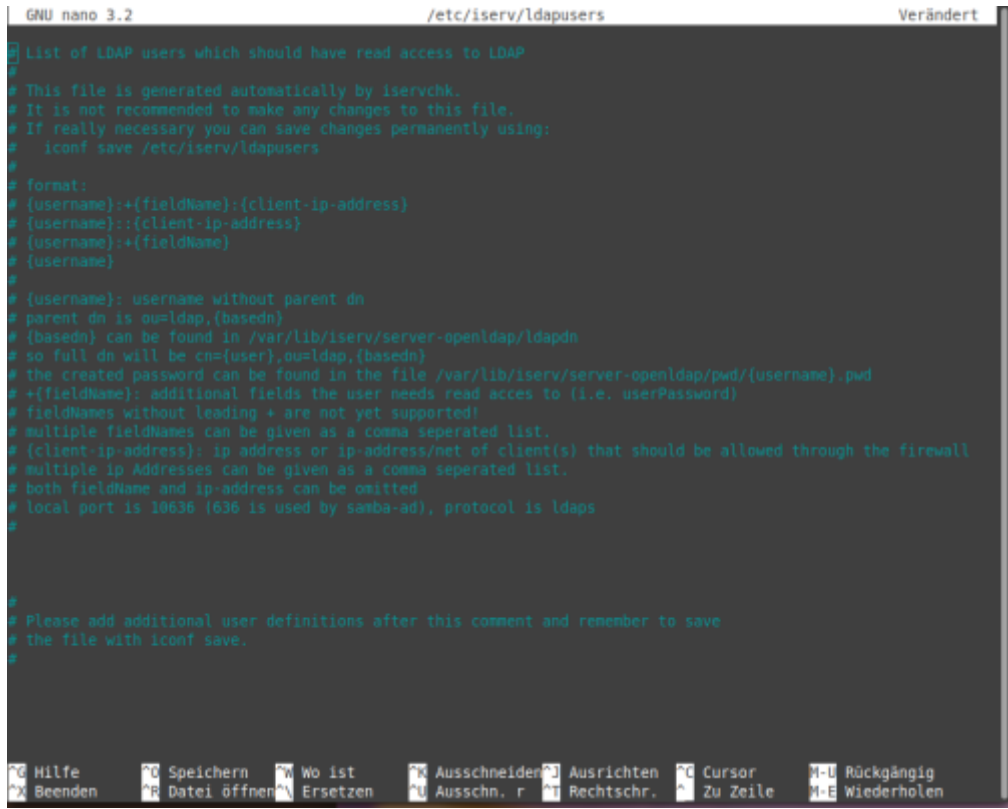 GNU nano 3.2 /etc/iserv/ldapusers Verändert
# List of LDAP users which should have read access to LDAP
#
# This file is generated automatically by iservchk.
# It is not recommended to make any changes to this file.
# If really necessary you can save changes permanently using:
#   iconf save /etc/iserv/ldapusers
#
# format:
# {username}:+{fieldName}:{client-ip-address}
# {username}::{client-ip-address}
# {username}:+{fieldName}
# {username}
#
# {username}: username without parent dn
# parent dn is ou=ldap,{basedn}
# {basedn} can be found in /var/lib/iserv/server-openldap/ldapdn
# so full dn will be cn={user},ou=ldap,{basedn}
# the created password can be found in the file /var/lib/iserv/server-openldap/pwd/{username}.pwd
# +{fieldName}: additional fields the user needs read acces to (i.e. userPassword)
# fieldNames without leading + are not yet supported!
# multiple fieldNames can be given as a comma seperated list.
# {client-ip-address}: ip address or ip-address/net of client(s) that should be allowed through the firewall
# multiple ip Addresses can be given as a comma seperated list.
# both fieldName and ip-address can be omitted
# local port is 10636 (636 is used by samba-ad), protocol is ldaps
#
#
# Please add additional user definitions after this comment and remember to save
# the file with iconf save.
#
^G Hilfe ^O Speichern ^W Wo ist ^K Ausschneiden ^J Ausrichten ^C Cursor M-U Rückgängig
^X Beenden ^R Datei öffnen ^\ Ersetzen ^U Ausschn. r ^T Rechtschr. ^ Zu Zeile M-E Wiederholen